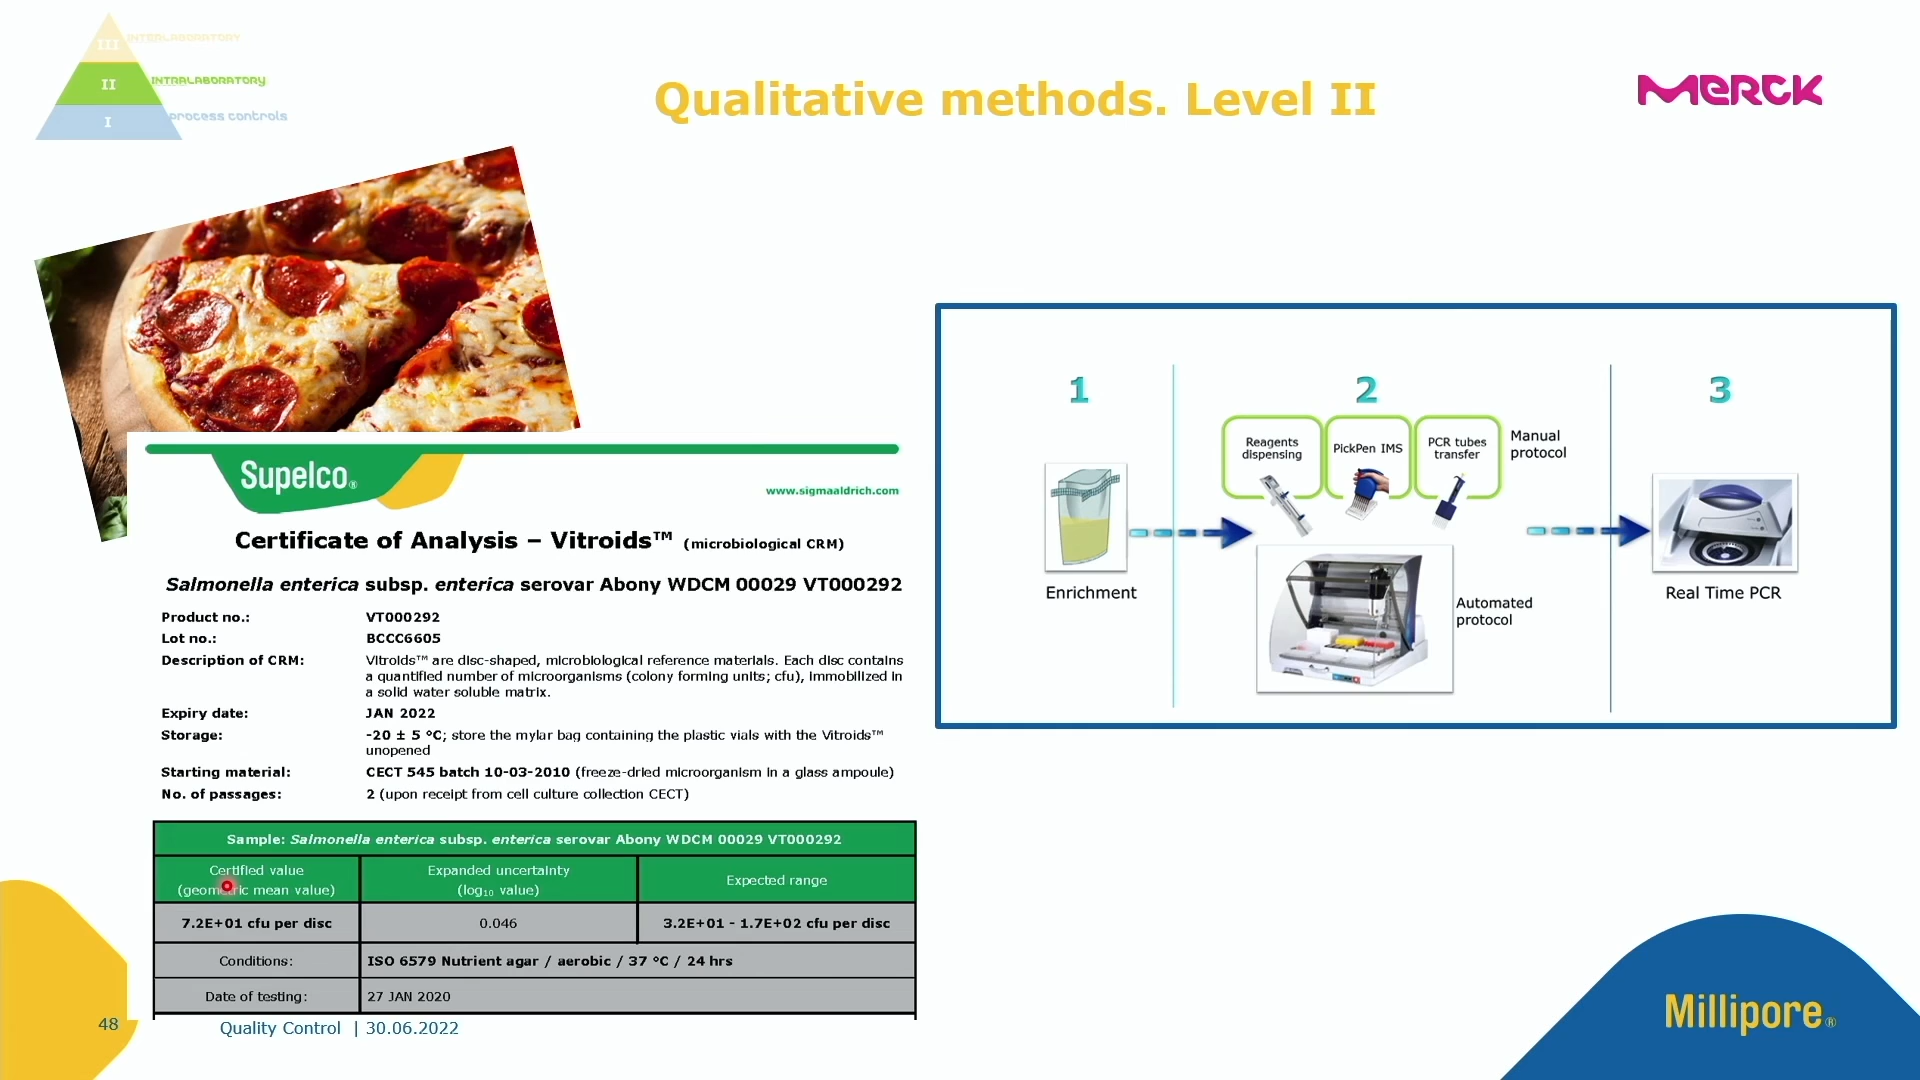 III INTERLABORATORY
II INTRALABORATORY
I process controls
Qualitative methods. Level II
MERCK
Supelco®
www.sigmaaldrich.com
Certificate of Analysis – Vitroids™ (microbiological CRM)
Salmonella enterica subsp. enterica serovar Abony WDCM 00029 VT000292
Product no.: VT000292
Lot no.: BCCC6605
Description of CRM: Vitroids™ are disc-shaped, microbiological reference materials. Each disc contains
a quantified number of microorganisms (colony forming units; cfu), immobilized in
a solid water soluble matrix.
Expiry date: JAN 2022
Storage: -20 ± 5 °C; store the mylar bag containing the plastic vials with the Vitroids™
unopened
Starting material: CECT 545 batch 10-03-2010 (freeze-dried microorganism in a glass ampoule)
No. of passages: 2 (upon receipt from cell culture collection CECT)
Sample: Salmonella enterica subsp. enterica serovar Abony WDCM 00029 VT000292
Certified value
(geometric mean value)
Expanded uncertainty
(log₁₀ value)
Expected range
7.2E+01 cfu per disc 0.046 3.2E+01 - 1.7E+02 cfu per disc
Conditions: ISO 6579 Nutrient agar / aerobic / 37 °C / 24 hrs
Date of testing: 27 JAN 2020
1
Enrichment
2
Reagents
dispensing
PickPen IMS
PCR tubes
transfer
Manual
protocol
Automated
protocol
3
Real Time PCR
48
Quality Control | 30.06.2022
Millipore®